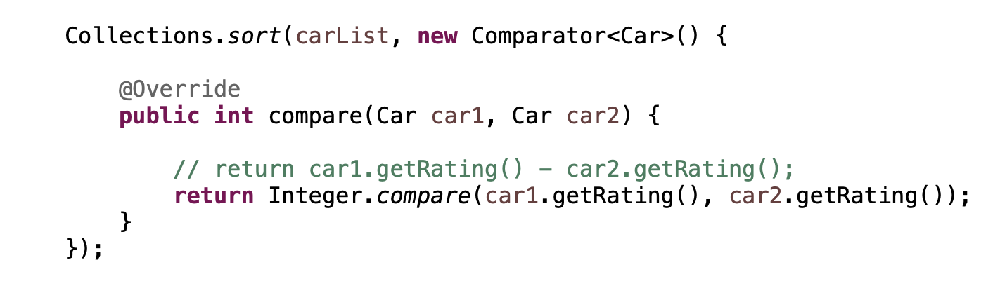 Collections.sort(carList, new Comparator<Car>() {
@Override
public int compare(Car car1, Car car2) {
// return car1.getRating() - car2.getRating();
return Integer.compare(car1.getRating(), car2.getRating());
}
});